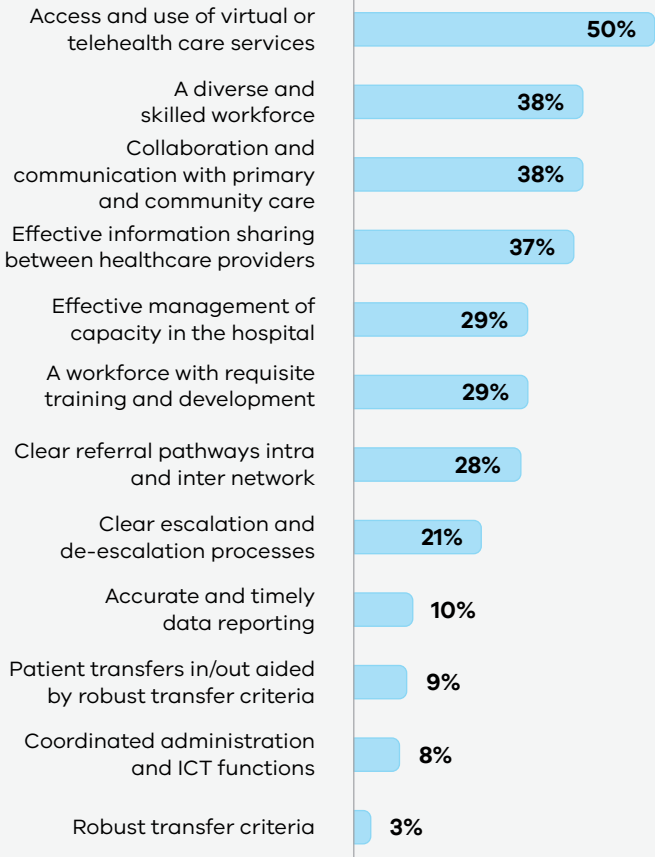 Access and use of virtual or
telehealth care services
50%
A diverse and
skilled workforce
38%
Collaboration and
communication with primary
and community care
38%
Effective information sharing
between healthcare providers
37%
Effective management of
capacity in the hospital
29%
A workforce with requisite
training and development
29%
Clear referral pathways intra
and inter network
28%
Clear escalation and
de-escalation processes
21%
Accurate and timely
data reporting
10%
Patient transfers in/out aided
by robust transfer criteria
9%
Coordinated administration
and ICT functions
8%
Robust transfer criteria
3%